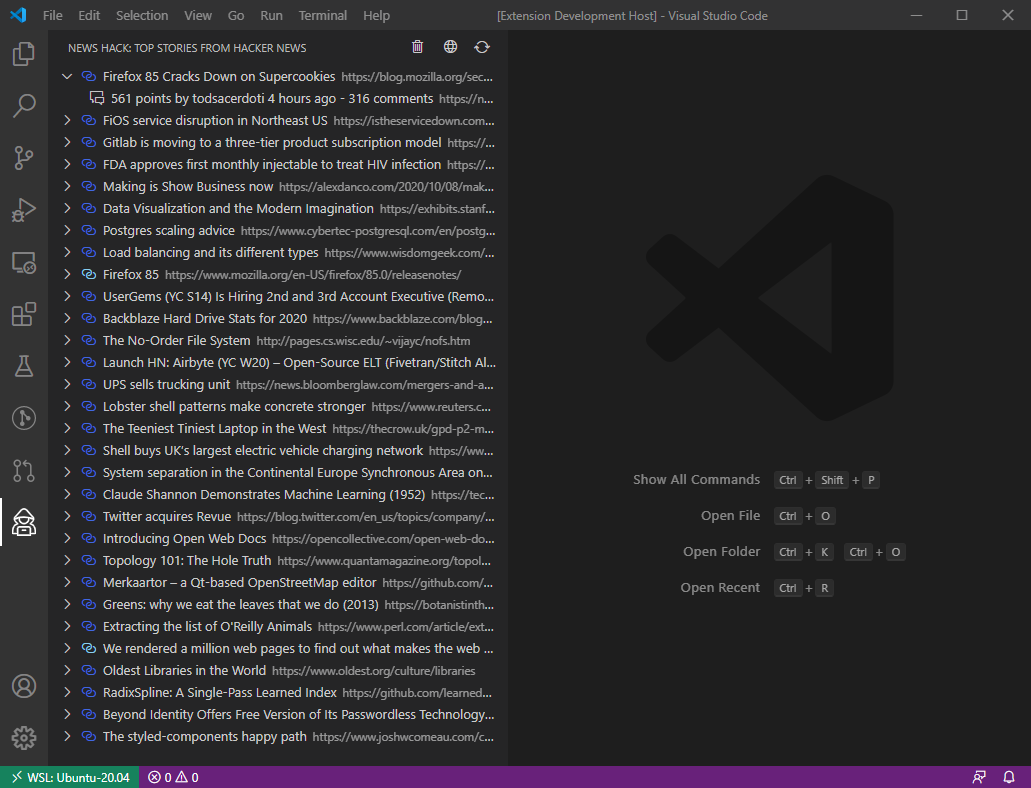 File Edit Selection View Go Run Terminal Help [Extension Development Host] - Visual Studio Code
NEWS HACK: TOP STORIES FROM HACKER NEWS
Firefox 85 Cracks Down on Supercookies https://blog.mozilla.org/sec...
561 points by todsacerdoti 4 hours ago - 316 comments https://n...
FiOS service disruption in Northeast US https://istheservicedown.com...
Gitlab is moving to a three-tier product subscription model https://...
FDA approves first monthly injectable to treat HIV infection https://...
Making is Show Business now https://alexdanco.com/2020/10/08/mak...
Data Visualization and the Modern Imagination https://exhibits.stanf...
Postgres scaling advice https://www.cybertec-postgresql.com/en/postg...
Load balancing and its different types https://www.wisdomgeek.com/...
Firefox 85 https://www.mozilla.org/en-US/firefox/85.0/releasenotes/
UserGems (YC S14) Is Hiring 2nd and 3rd Account Executive (Remo...
Backblaze Hard Drive Stats for 2020 https://www.backblaze.com/blog...
The No-Order File System http://pages.cs.wisc.edu/~vijayc/nofs.htm
Launch HN: Airbyte (YC W20) – Open-Source ELT (Fivetran/Stitch Al...
UPS sells trucking unit https://news.bloomberglaw.com/mergers-and-a...
Lobster shell patterns make concrete stronger https://www.reuters.c...
The Teeniest Tiniest Laptop in the West https://thecrow.uk/gpd-p2-m...
Shell buys UK's largest electric vehicle charging network https://ww...
System separation in the Continental Europe Synchronous Area on...
Claude Shannon Demonstrates Machine Learning (1952) https://tec...
Twitter acquires Revue https://blog.twitter.com/en_us/topics/company/...
Introducing Open Web Docs https://opencollective.com/open-web-do...
Topology 101: The Hole Truth https://www.quantamagazine.org/topol...
Merkaartor – a Qt-based OpenStreetMap editor https://github.com/...
Greens: why we eat the leaves that we do (2013) https://botanistinth...
Extracting the list of O'Reilly Animals https://www.perl.com/article/ext...
We rendered a million web pages to find out what makes the web ...
Oldest Libraries in the World https://www.oldest.org/culture/libraries
RadixSpline: A Single-Pass Learned Index https://github.com/learned...
Beyond Identity Offers Free Version of Its Passwordless Technology...
The styled-components happy path https://www.joshwcomeau.com/c...
Show All Commands Ctrl + Shift + P
Open File Ctrl + O
Open Folder Ctrl + K Ctrl + O
Open Recent Ctrl + R
WSL: Ubuntu-20.04 0 0